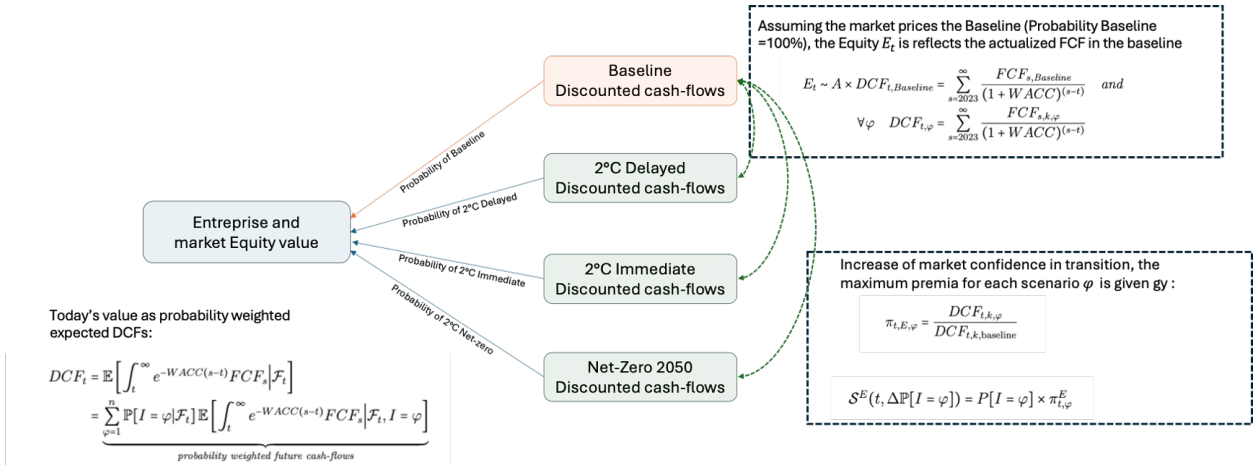 Assuming the market prices the Baseline (Probability Baseline
=100%), the Equity E_t is reflects the actualized FCF in the baseline
E_t ~ A × DCF_{t,Baseline} = ∑_{s=2023}^{∞} FCF_{s,Baseline} / (1 + WACC)^{(s−t)} and
∀φ DCF_{t,φ} = ∑_{s=2023}^{∞} FCF_{s,k,φ} / (1 + WACC)^{(s−t)}
Baseline
Discounted cash-flows
2°C Delayed
Discounted cash-flows
2°C Immediate
Discounted cash-flows
Net-Zero 2050
Discounted cash-flows
Probability of Baseline
Probability of 2°C Delayed
Probability of 2°C Immediate
Probability of 2°C Net-zero
Entreprise and
market Equity value
Increase of market confidence in transition, the
maximum premia for each scenario φ is given gy :
π_{t,E,φ} = DCF_{t,k,φ} / DCF_{t,k,baseline}
𝒮^E(t, Δℙ[I = φ]) = P[I = φ] × π^E_{t,φ}
Today's value as probability weighted
expected DCFs:
DCF_t = 𝔼[∫_t^∞ e^{−WACC(s−t)} FCF_s | ℱ_t]
= ∑_{φ=1}^{n} ℙ[I = φ|ℱ_t] 𝔼[∫_t^∞ e^{−WACC(s−t)} FCF_s | ℱ_t, I = φ]
probability weighted future cash-flows